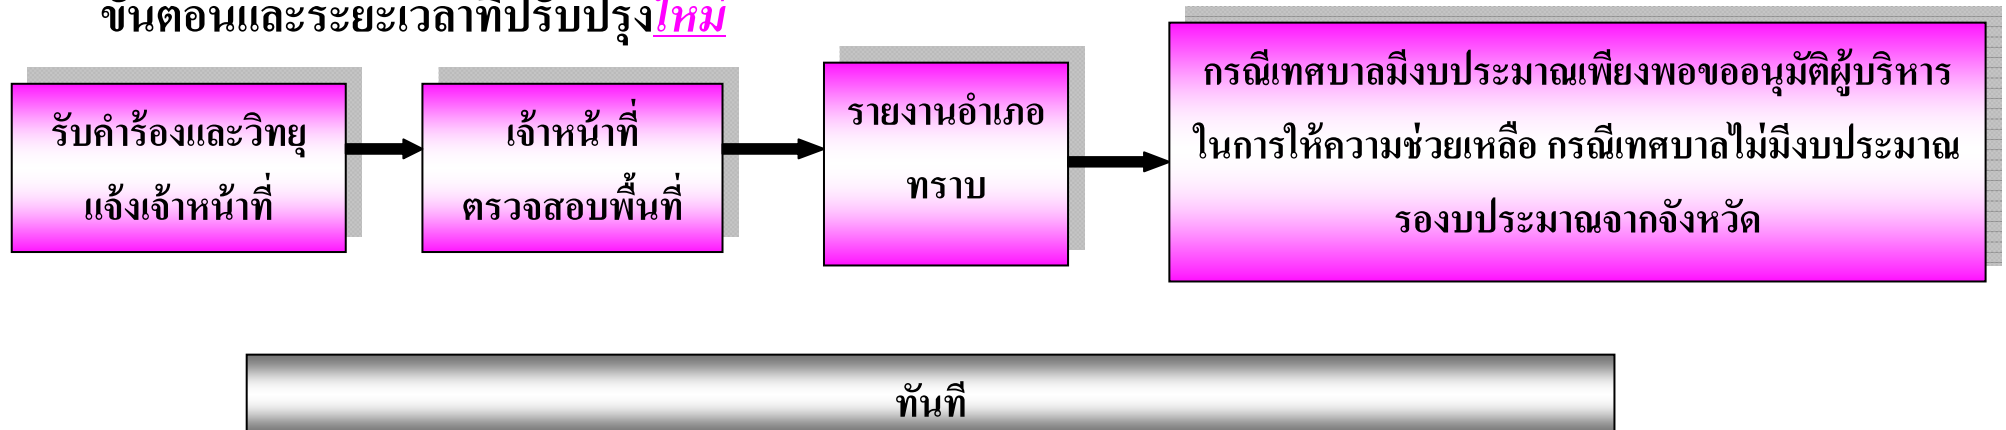 ขั้นตอนและระยะเวลาที่ปรับปรุงใหม่
รับคำร้องและวิทยุ
แจ้งเจ้าหน้าที่
เจ้าหน้าที่
ตรวจสอบพื้นที่
รายงานอำเภอ
ทราบ
กรณีเทศบาลมีงบประมาณเพียงพอขออนุมัติผู้บริหาร
ในการให้ความช่วยเหลือ กรณีเทศบาลไม่มีงบประมาณ
รองบประมาณจากจังหวัด
ทันที